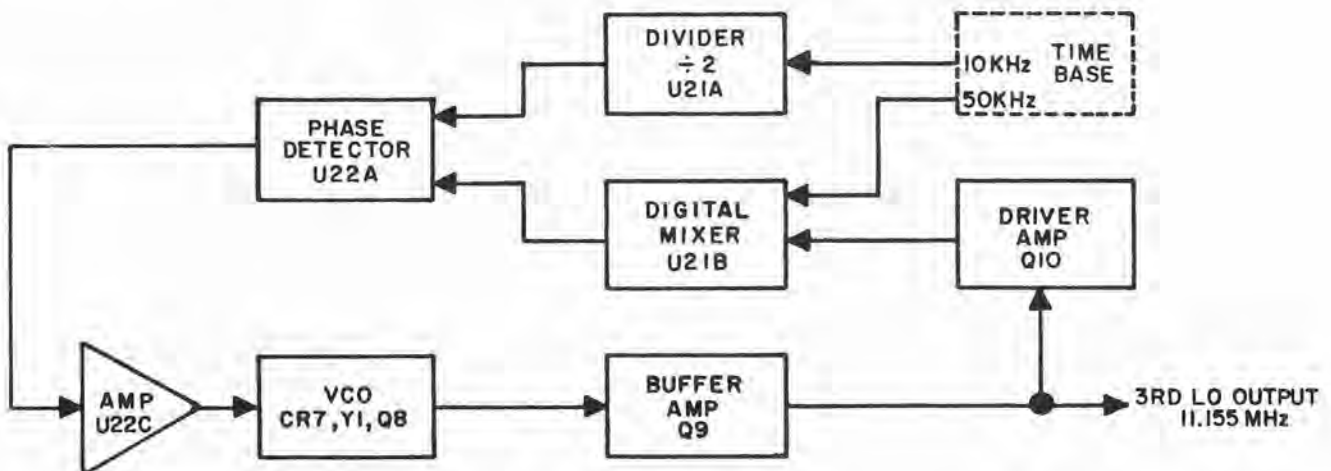 DIVIDER
÷2
U21A
10KHz
TIME
BASE
50KHz
PHASE
DETECTOR
U22A
DIGITAL
MIXER
U21B
DRIVER
AMP
Q10
AMP
U22C
VCO
CR7, Y1, Q8
BUFFER
AMP
Q9
3RD LO OUTPUT
11.155 MHz